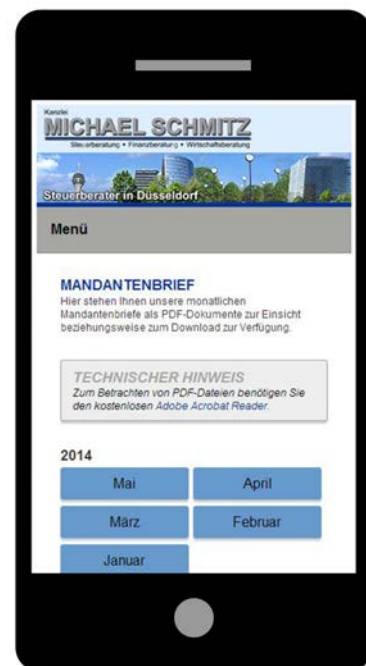 Kanzlei
MICHAEL SCHMITZ
Steuerberatung • Finanzberatung • Wirtschaftsberatung
Steuerberater in Düsseldorf
Menü
MANDANTENBRIEF
Hier stehen Ihnen unsere monatlichen
Mandantenbriefe als PDF-Dokumente zur Einsicht
beziehungsweise zum Download zur Verfügung.
TECHNISCHER HINWEIS
Zum Betrachten von PDF-Dateien benötigen Sie
den kostenlosen Adobe Acrobat Reader.
2014
Mai April
März Februar
Januar